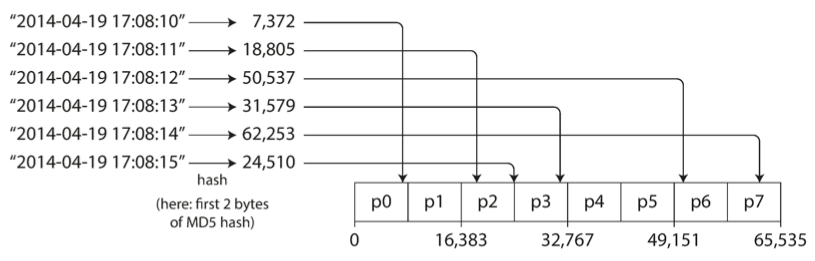 “2014-04-19 17:08:10” 7,372
“2014-04-19 17:08:11” 18,805
“2014-04-19 17:08:12” 50,537
“2014-04-19 17:08:13” 31,579
“2014-04-19 17:08:14” 62,253
“2014-04-19 17:08:15” 24,510
hash
(here: first 2 bytes
of MD5 hash)
p0 p1 p2 p3 p4 p5 p6 p7
0 16,383 32,767 49,151 65,535